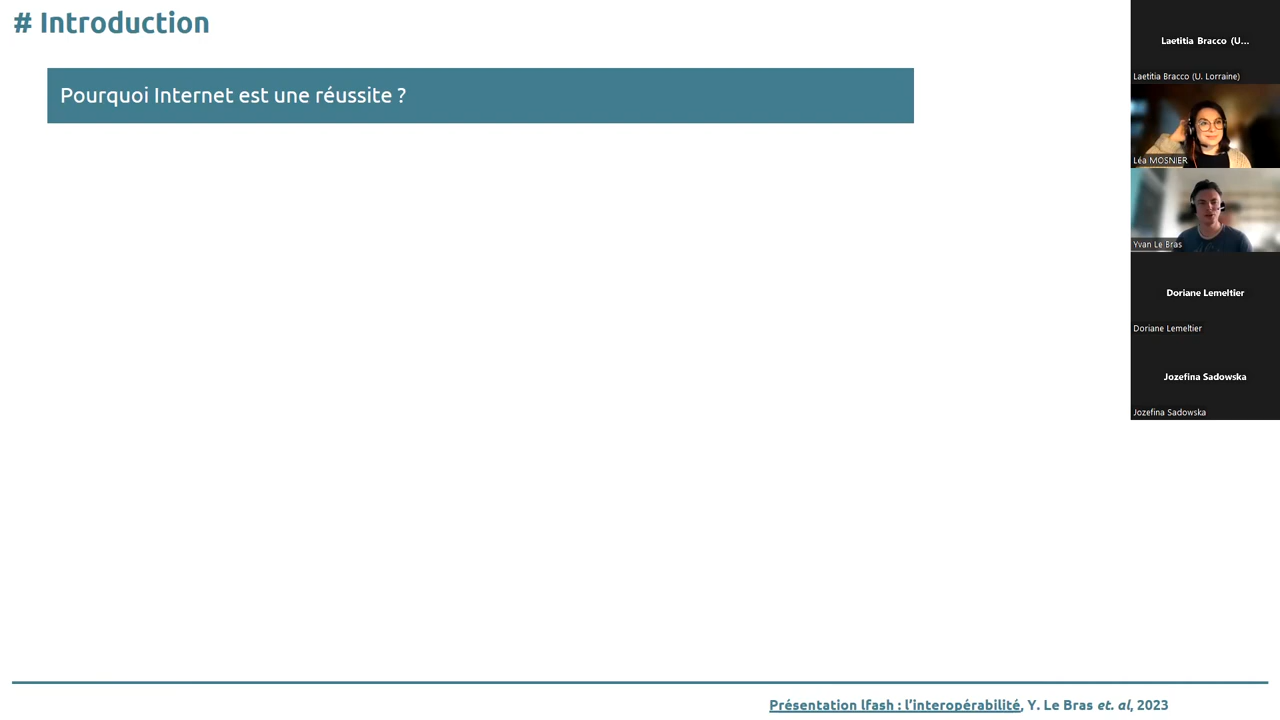 # Introduction
Pourquoi Internet est une réussite ?
Laetitia Bracco (U...
Laetitia Bracco (U. Lorraine)
Léa MOSNIER
Yvan Le Bras
Doriane Lemeltier
Doriane Lemeltier
Jozefina Sadowska
Jozefina Sadowska
Présentation lfash : l'interopérabilité, Y. Le Bras et. al, 2023